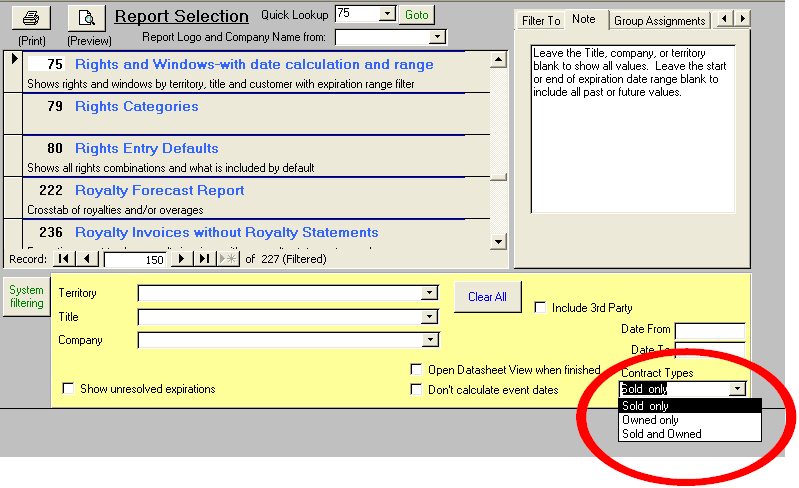 Report Selection
Quick Lookup 75 Goto
(Print) (Preview)
Report Logo and Company Name from:
75 Rights and Windows-with date calculation and range
Shows rights and windows by territory, title and customer with expiration range filter
79 Rights Categories
80 Rights Entry Defaults
Shows all rights combinations and what is included by default
222 Royalty Forecast Report
Crosstab of royalties and/or overages
236 Royalty Invoices without Royalty Statements
Record: 150 of 227 (Filtered)
Filter To Note Group Assignments
Leave the Title, company, or territory
blank to show all values. Leave the start
or end of expiration date range blank to
include all past or future values.
System
filtering
Territory
Title
Company
Clear All
Include 3rd Party
Date From
Date To
Open Datasheet View when finished
Contract Types
Show unresolved expirations
Don't calculate event dates
Sold only
Sold only
Owned only
Sold and Owned